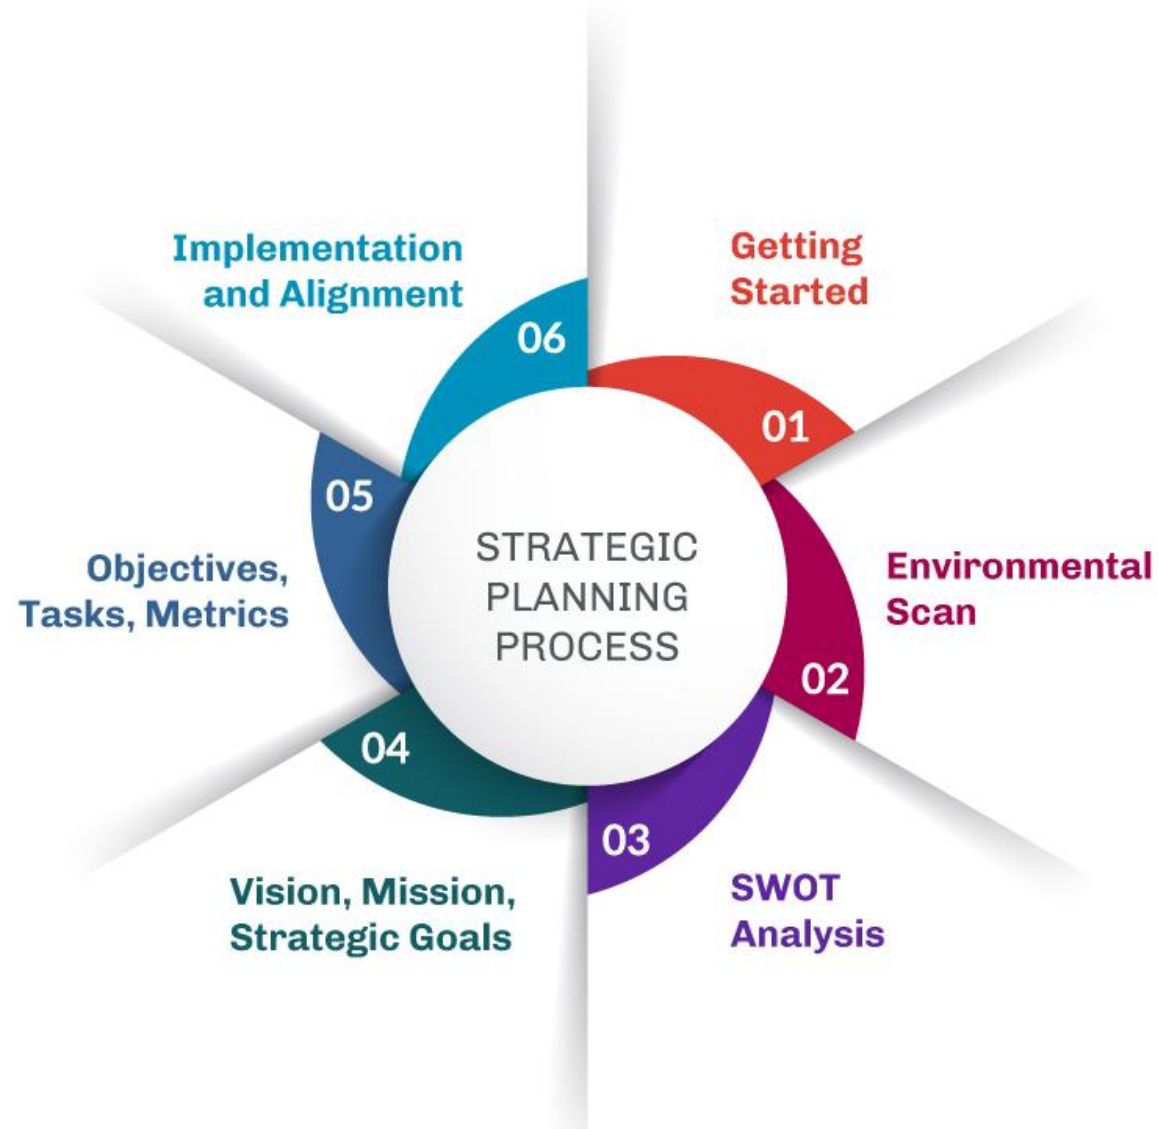 STRATEGIC
PLANNING
PROCESS
01
Getting
Started
02
Environmental
Scan
03
SWOT
Analysis
04
Vision, Mission,
Strategic Goals
05
Objectives,
Tasks, Metrics
06
Implementation
and Alignment